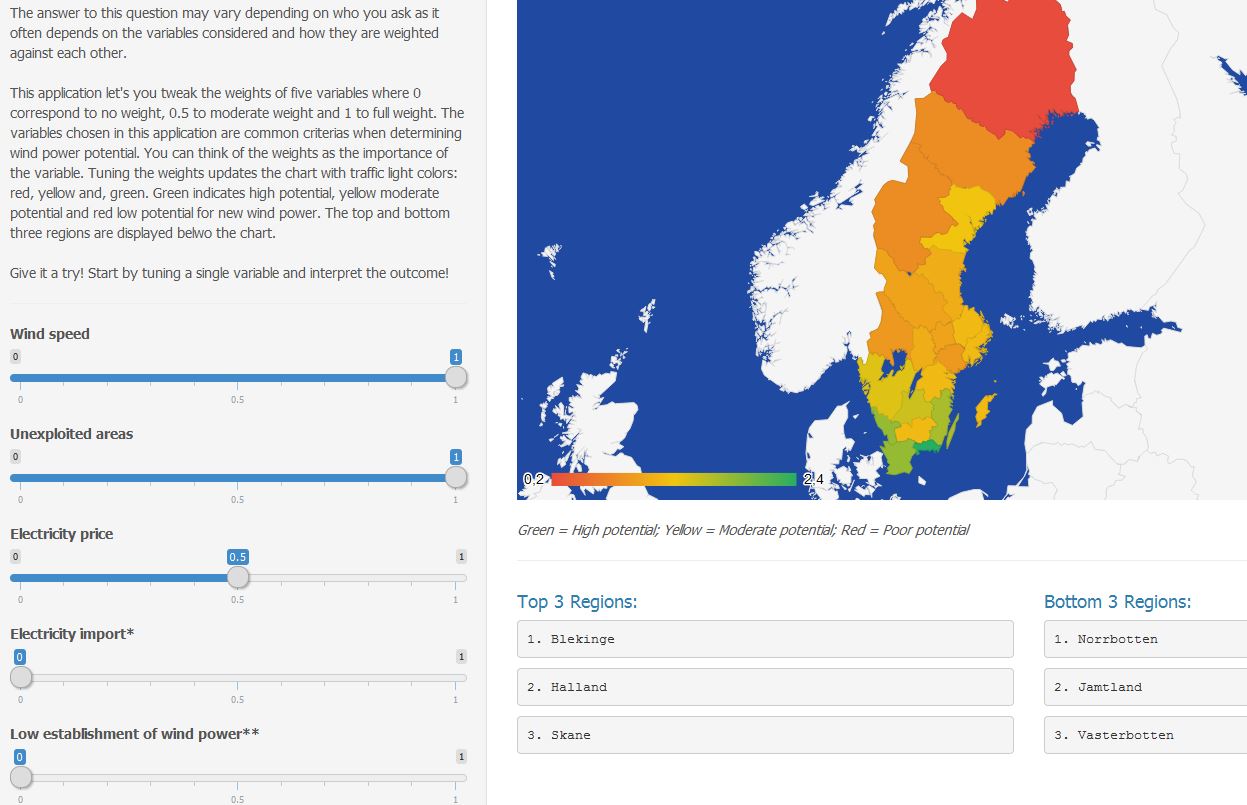 The answer to this question may vary depending on who you ask as it
often depends on the variables considered and how they are weighted
against each other.
This application let's you tweak the weights of five variables where 0
correspond to no weight, 0.5 to moderate weight and 1 to full weight. The
variables chosen in this application are common criterias when determining
wind power potential. You can think of the weights as the importance of
the variable. Tuning the weights updates the chart with traffic light colors:
red, yellow and, green. Green indicates high potential, yellow moderate
potential and red low potential for new wind power. The top and bottom
three regions are displayed belwo the chart.
Give it a try! Start by tuning a single variable and interpret the outcome!
Wind speed
0 1
0 0.5 1
Unexploited areas
0 1
0 0.5 1
Electricity price
0 0.5 1
0 0.5 1
Electricity import*
0 1
0 0.5 1
Low establishment of wind power**
0 1
0 0.5 1
0,2 2,4
Green = High potential; Yellow = Moderate potential; Red = Poor potential
Top 3 Regions:
1. Blekinge
2. Halland
3. Skane
Bottom 3 Regions:
1. Norrbotten
2. Jamtland
3. Vasterbotten